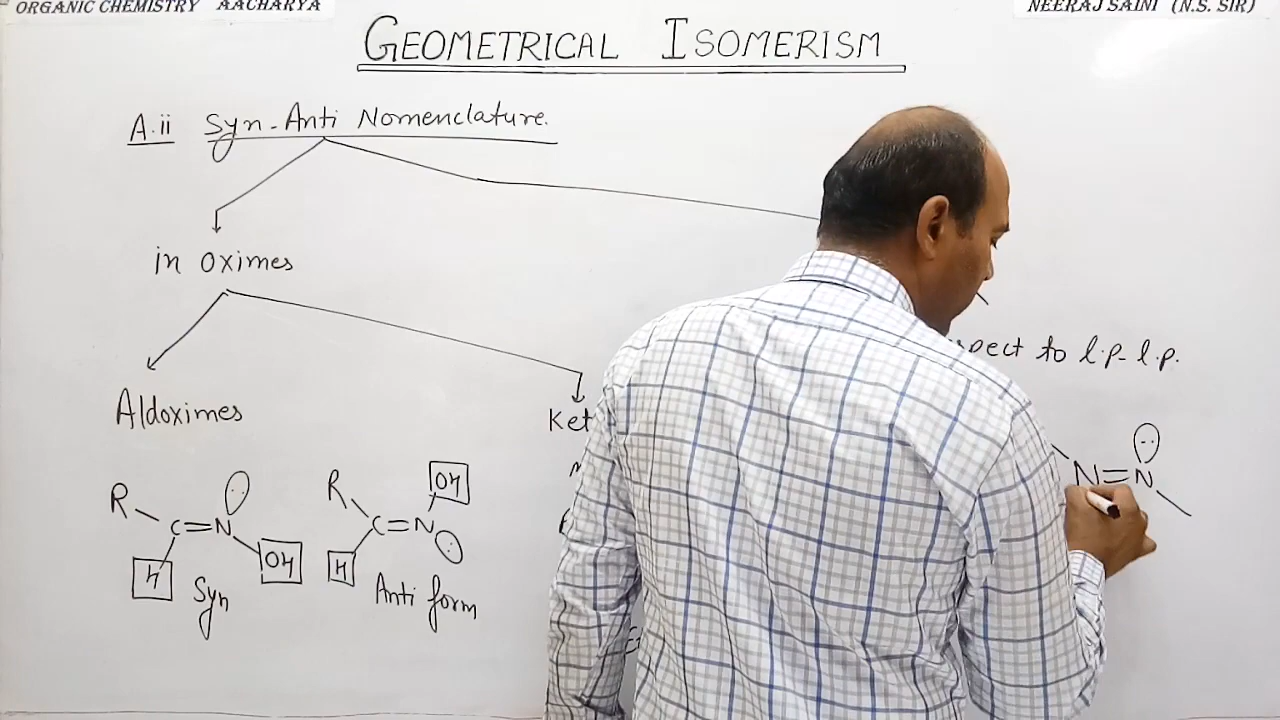 ORGANIC CHEMISTRY AACHARYA
NEERAJ SAINI (N.S. SIR)
GEOMETRICAL ISOMERISM
A.ii Syn-Anti Nomenclature.
in Oximes
spect to l.p-l.p.
Aldoximes
Ket
R C=N OH H
Syn
R C=N OH H
Anti form
N=N